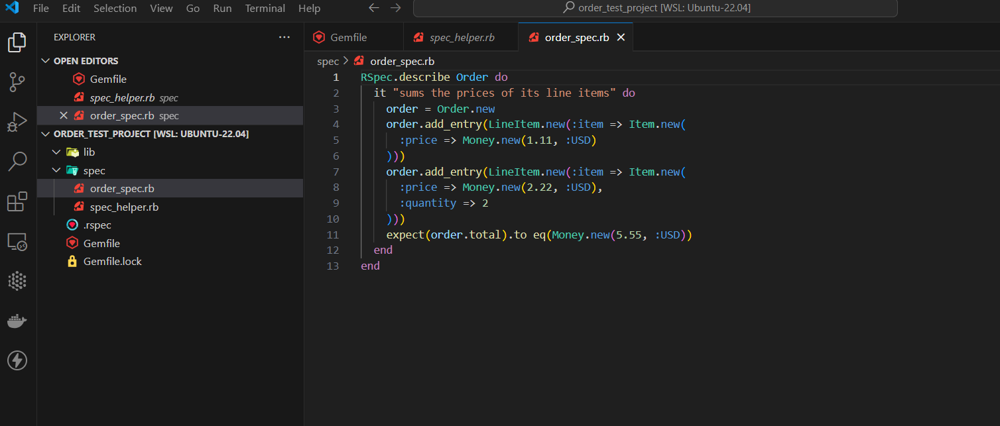 File Edit Selection View Go Run Terminal Help
order_test_project [WSL: Ubuntu-22.04]
EXPLORER
OPEN EDITORS
Gemfile
spec_helper.rb spec
order_spec.rb spec
ORDER_TEST_PROJECT [WSL: UBUNTU-22.04]
lib
spec
order_spec.rb
spec_helper.rb
.rspec
Gemfile
Gemfile.lock
Gemfile spec_helper.rb order_spec.rb
spec > order_spec.rb
1 RSpec.describe Order do
2 it "sums the prices of its line items" do
3 order = Order.new
4 order.add_entry(LineItem.new(:item => Item.new(
5 :price => Money.new(1.11, :USD)
6 )))
7 order.add_entry(LineItem.new(:item => Item.new(
8 :price => Money.new(2.22, :USD),
9 :quantity => 2
10 )))
11 expect(order.total).to eq(Money.new(5.55, :USD))
12 end
13 end